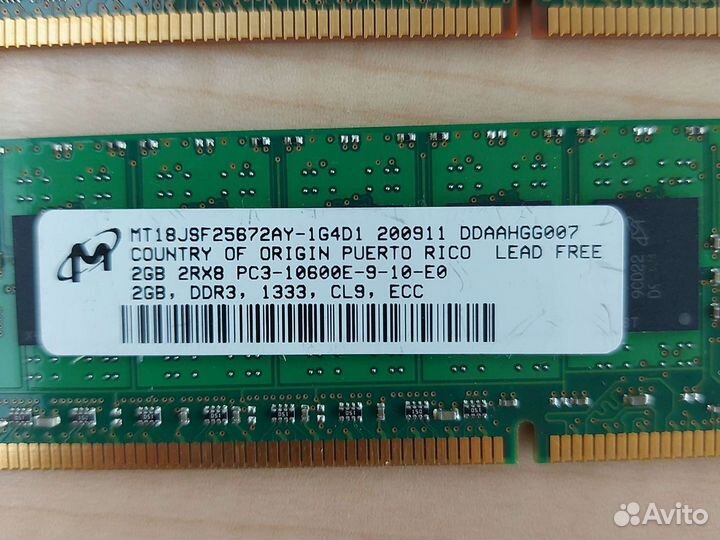 MT18JSF25672AY-1G4D1 200911 DDAAHGG007
COUNTRY OF ORIGIN PUERTO RICO LEAD FREE
2GB 2RX8 PC3-10600E-9-10-E0
2GB, DDR3, 1333, CL9, ECC
9CD22
Avito